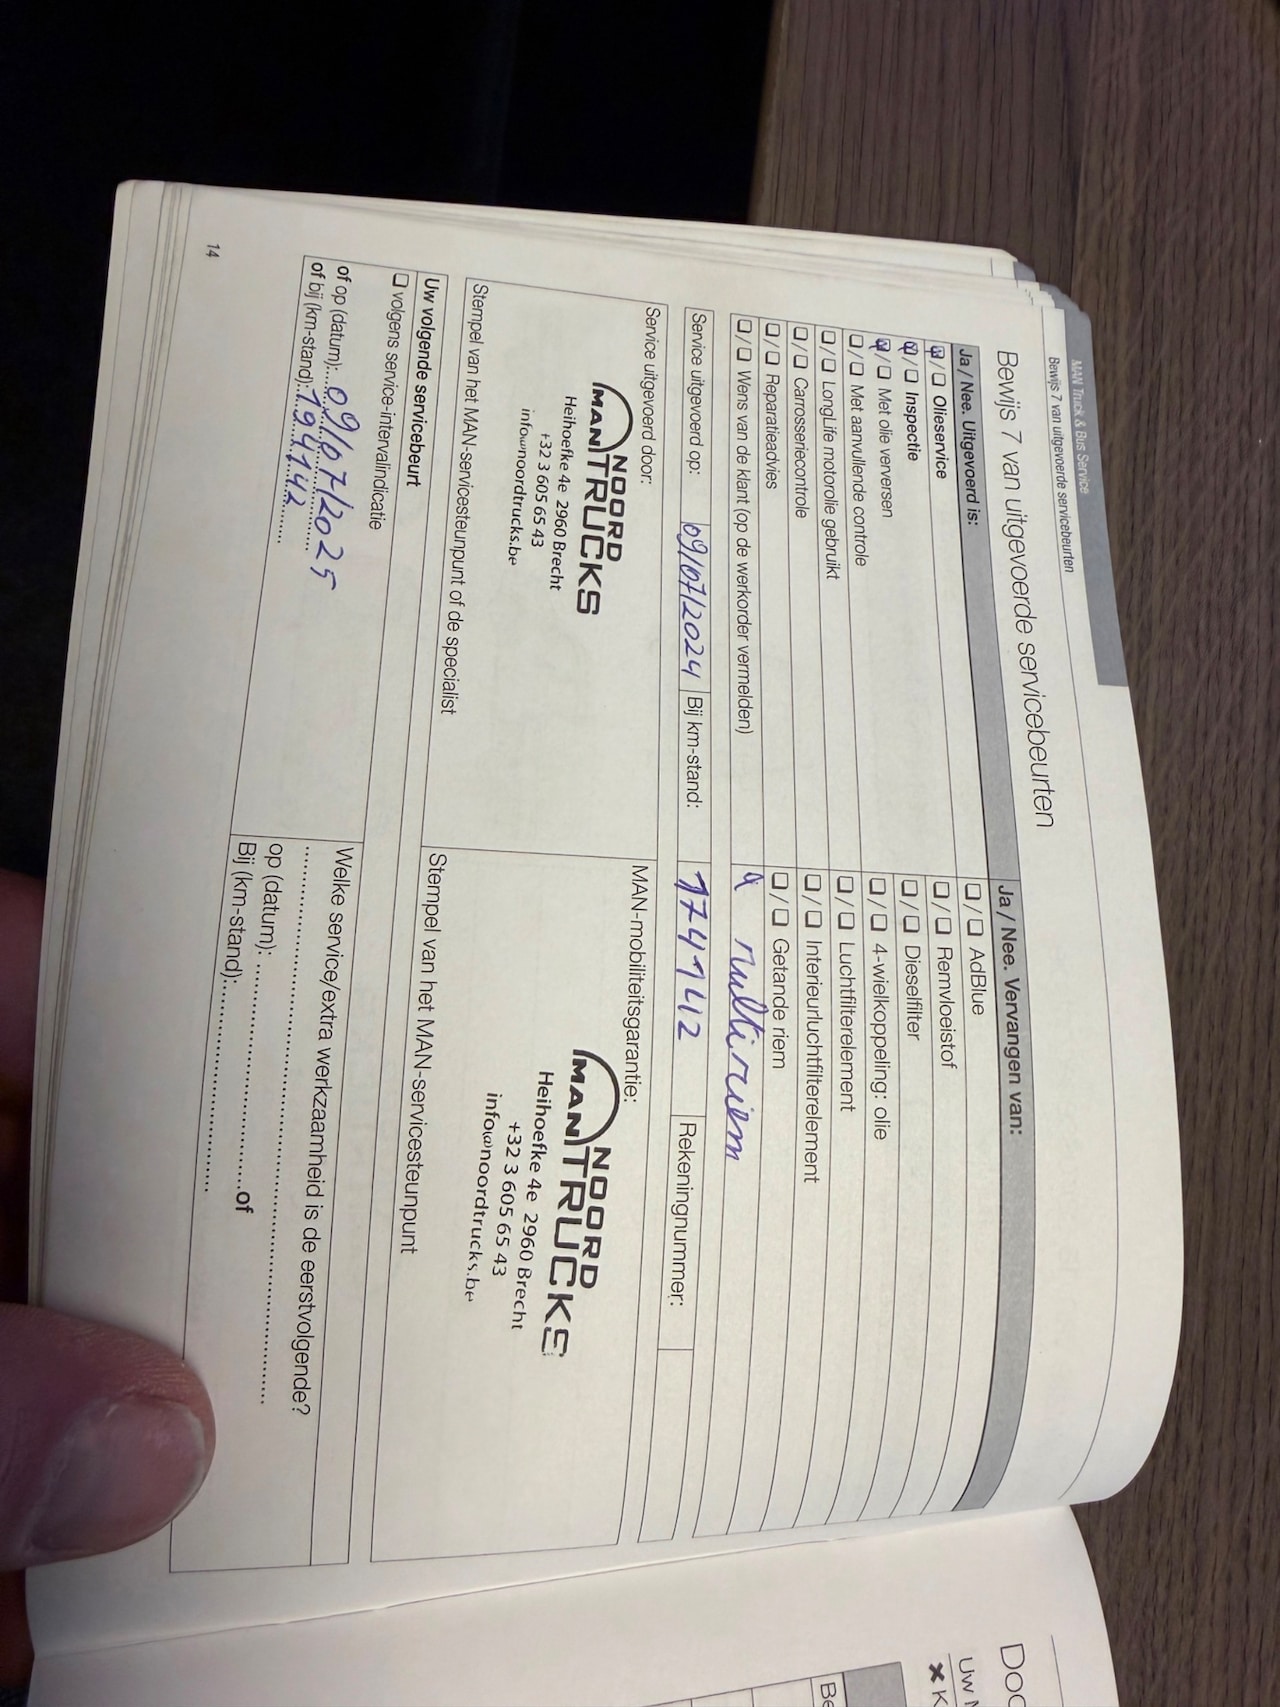 MAN Truck & Bus Service
Bewijs 7 van uitgevoerde servicebeurten
Bewijs 7 van uitgevoerde servicebeurten
Ja / Nee. Uitgevoerd is:
☒ / ☐ Olieservice
☒ / ☐ Inspectie
☒ / ☐ Met olie verversen
☐ / ☐ Met aanvullende controle
☐ / ☐ LongLife motorolie gebruikt
☐ / ☐ Carrosseriecontrole
☐ / ☐ Reparatieadvies
☐ / ☐ Wens van de klant (op de werkorder vermelden)
Ja / Nee. Vervangen van:
☐ / ☐ AdBlue
☐ / ☐ Remvloeistof
☐ / ☐ Dieselfilter
☐ / ☐ 4-wielkoppeling: olie
☐ / ☐ Luchtfilterelement
☐ / ☐ Interieurluchtfilterelement
☐ / ☐ Getande riem
multiriem
Service uitgevoerd op: 09/07/2024 Bij km-stand: 174142 Rekeningnummer:
Service uitgevoerd door:
NOORD
MAN TRUCKS
Heihoefke 4e 2960 Brecht
+32 3 605 65 43
info@noordtrucks.be
Stempel van het MAN-servicesteunpunt of de specialist
MAN-mobiliteitsgarantie:
NOORD
MAN TRUCKS
Heihoefke 4e 2960 Brecht
+32 3 605 65 43
info@noordtrucks.be
Stempel van het MAN-servicesteunpunt
Uw volgende servicebeurt
☐ volgens service-intervalindicatie
of op (datum): 09/07/2025
of bij (km-stand): 194142
Welke service/extra werkzaamheid is de eerstvolgende?
op (datum): of
Bij (km-stand):
14
Uw